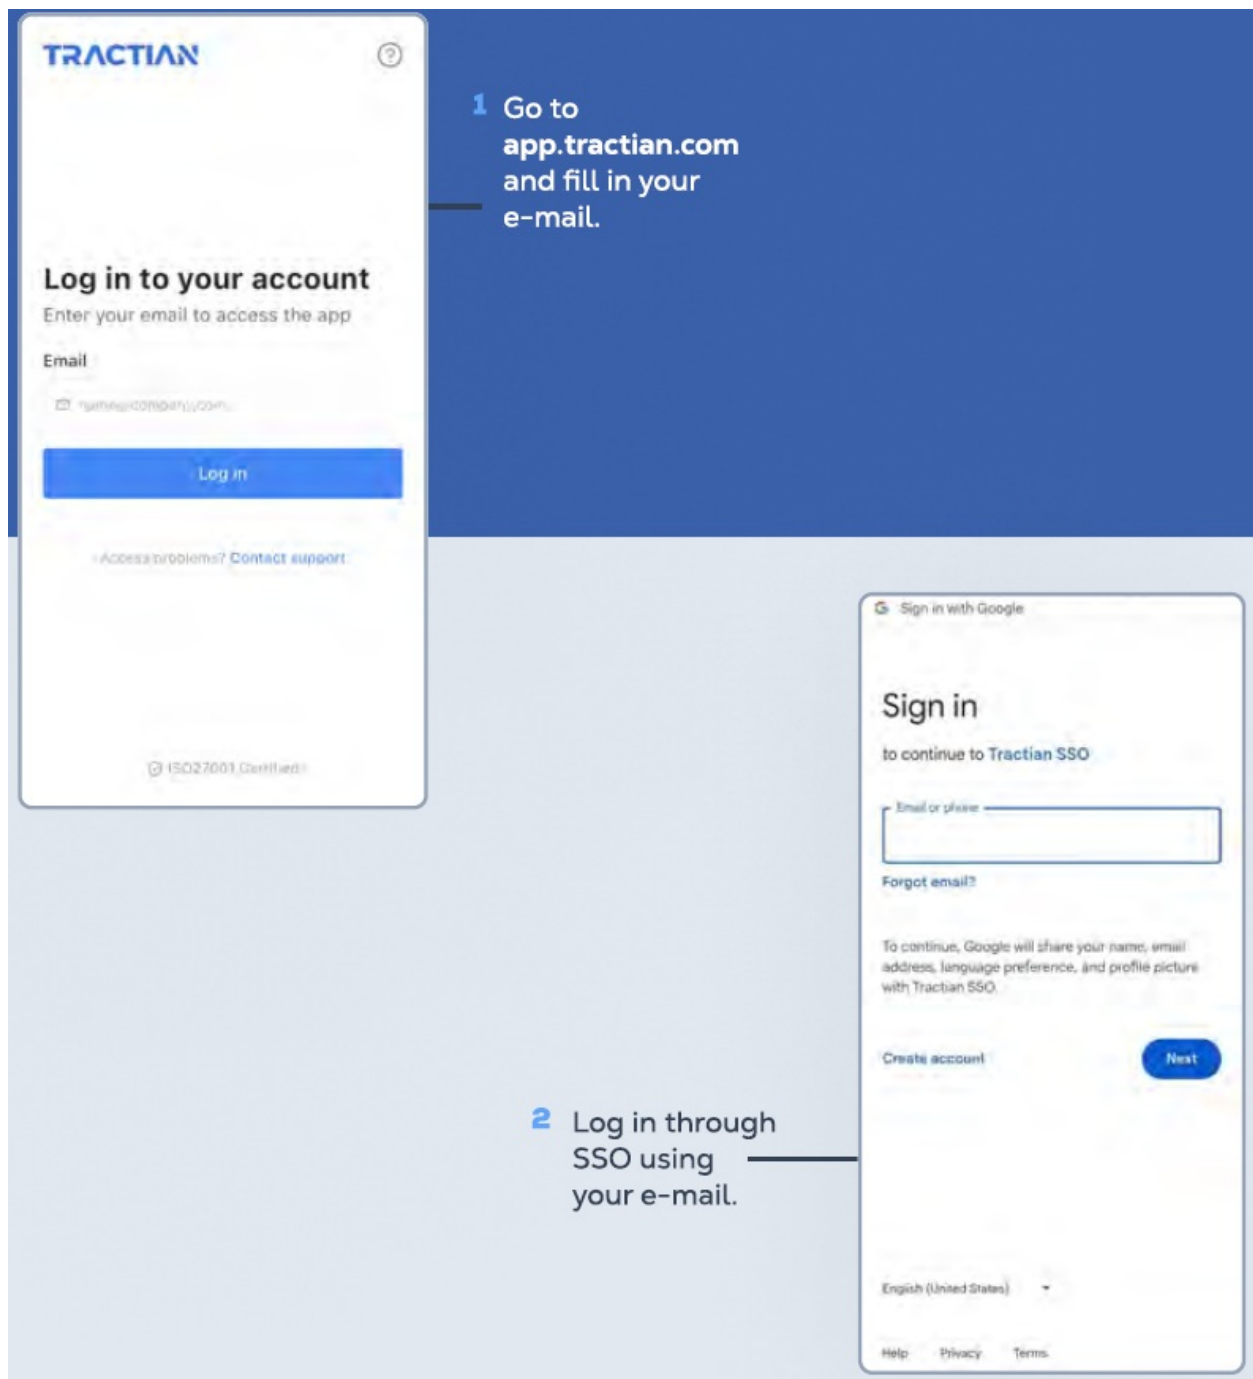 TRACTIAN
1 Go to
app.tractian.com
and fill in your
e-mail.
Log in to your account
Enter your email to access the app
Email
name@company.com
Log in
Access problems? Contact support
ISO27001 Certified
Sign in with Google
Sign in
to continue to Tractian SSO
Email or phone
Forgot email?
To continue, Google will share your name, email
address, language preference, and profile picture
with Tractian SSO.
Create account
Next
2 Log in through
SSO using
your e-mail.
English (United States)
Help Privacy Terms